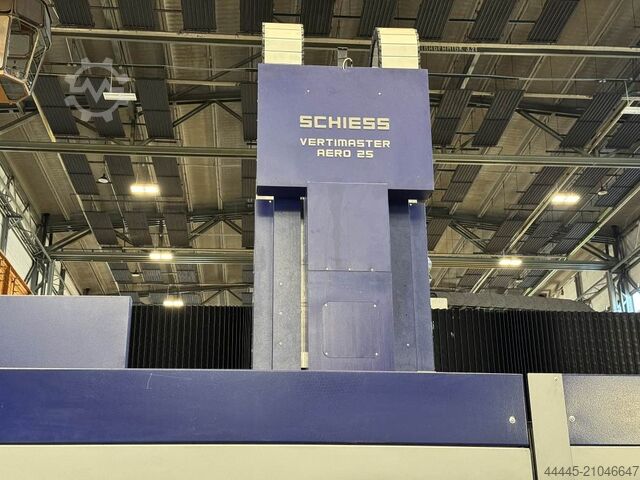 SCHIESS
VERTIMASTER
AERO 25
44445-21046647